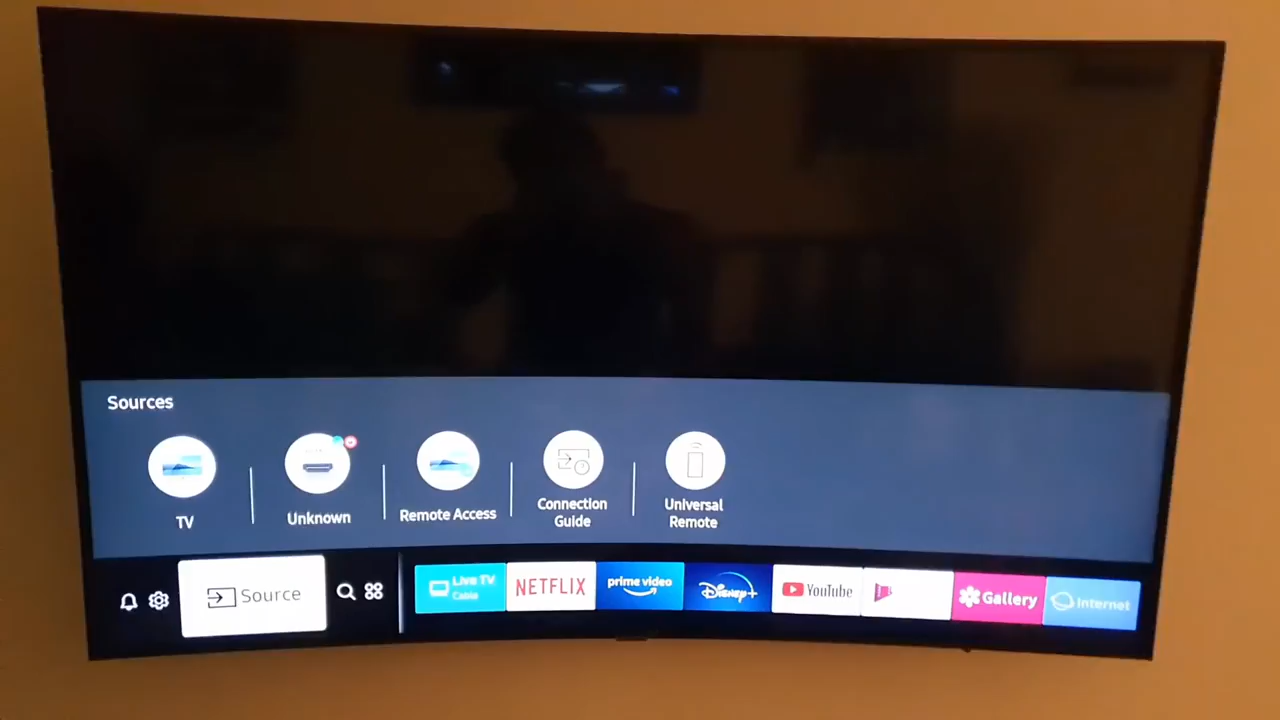 Sources
TV
Unknown
Remote Access
Connection
Guide
Universal
Remote
Source
Live TV
Cable
NETFLIX
prime video
Disney+
YouTube
Gallery
Internet